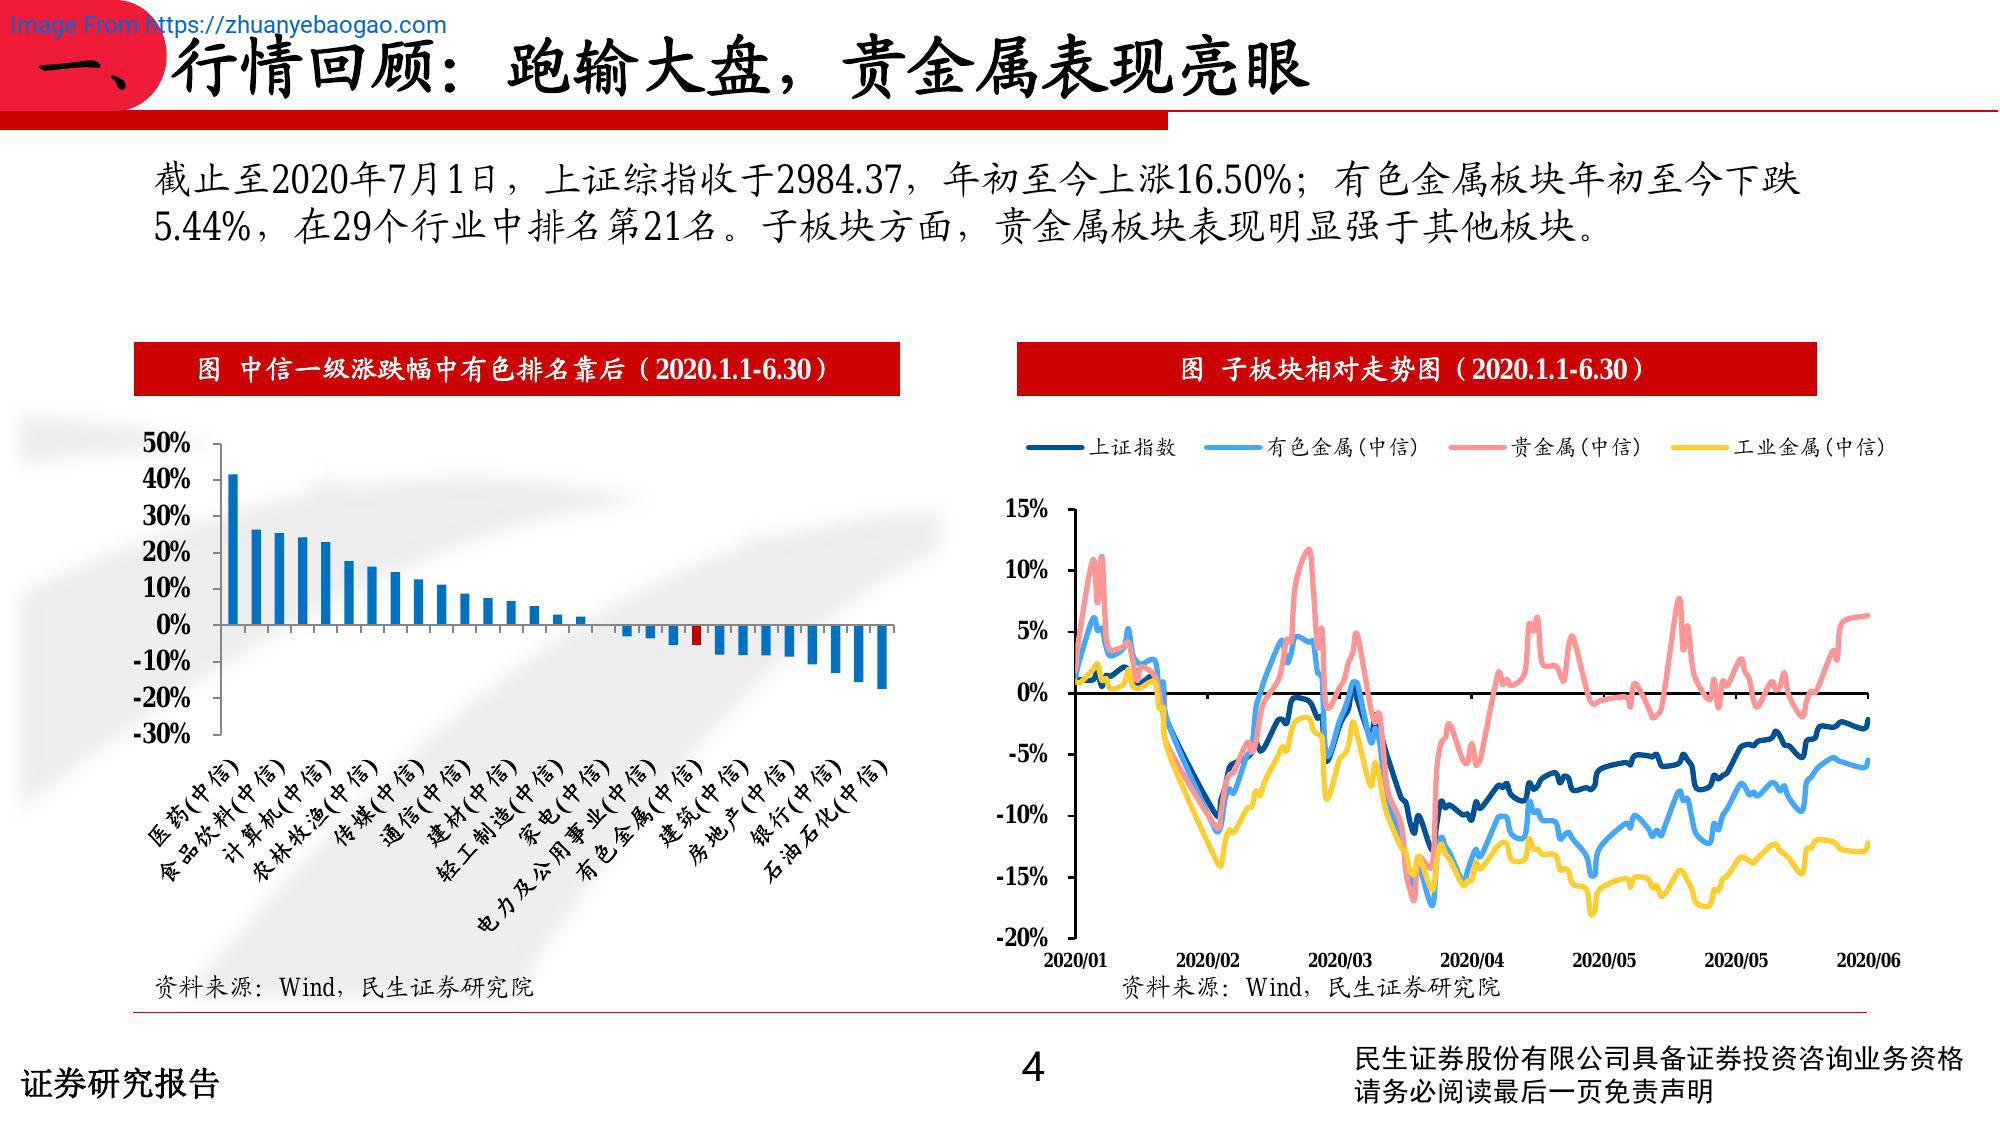 Image From https://zhuanyebaogao.com
一、行情回顾：跑输大盘，贵金属表现亮眼
截止至2020年7月1日，上证综指收于2984.37，年初至今上涨16.50%；有色金属板块年初至今下跌
5.44%，在29个行业中排名第21名。子板块方面，贵金属板块表现明显强于其他板块。
图 中信一级涨跌幅中有色排名靠后（2020.1.1-6.30）
50%
40%
30%
20%
10%
0%
-10%
-20%
-30%
医药(中信)
食品饮料(中信)
计算机(中信)
农林牧渔(中信)
传媒(中信)
通信(中信)
建材(中信)
轻工制造(中信)
家电(中信)
电力及公用事业(中信)
有色金属(中信)
建筑(中信)
房地产(中信)
银行(中信)
石油石化(中信)
资料来源：Wind，民生证券研究院
图 子板块相对走势图（2020.1.1-6.30）
上证指数 有色金属(中信) 贵金属(中信) 工业金属(中信)
15%
10%
5%
0%
-5%
-10%
-15%
-20%
2020/01 2020/02 2020/03 2020/04 2020/05 2020/05 2020/06
资料来源：Wind，民生证券研究院
证券研究报告
4
民生证券股份有限公司具备证券投资咨询业务资格
请务必阅读最后一页免责声明